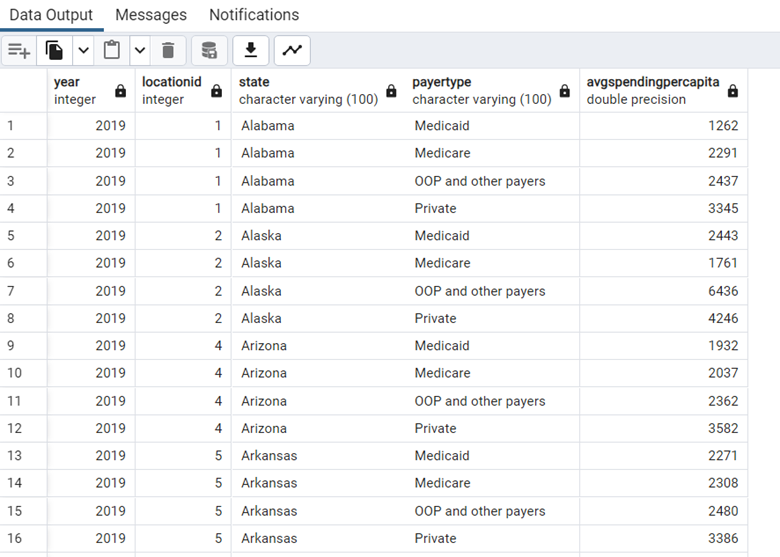 Data Output Messages Notifications
year locationid state payertype avgspendingpercapita
integer integer character varying (100) character varying (100) double precision
1 2019 1 Alabama Medicaid 1262
2 2019 1 Alabama Medicare 2291
3 2019 1 Alabama OOP and other payers 2437
4 2019 1 Alabama Private 3345
5 2019 2 Alaska Medicaid 2443
6 2019 2 Alaska Medicare 1761
7 2019 2 Alaska OOP and other payers 6436
8 2019 2 Alaska Private 4246
9 2019 4 Arizona Medicaid 1932
10 2019 4 Arizona Medicare 2037
11 2019 4 Arizona OOP and other payers 2362
12 2019 4 Arizona Private 3582
13 2019 5 Arkansas Medicaid 2271
14 2019 5 Arkansas Medicare 2308
15 2019 5 Arkansas OOP and other payers 2480
16 2019 5 Arkansas Private 3386